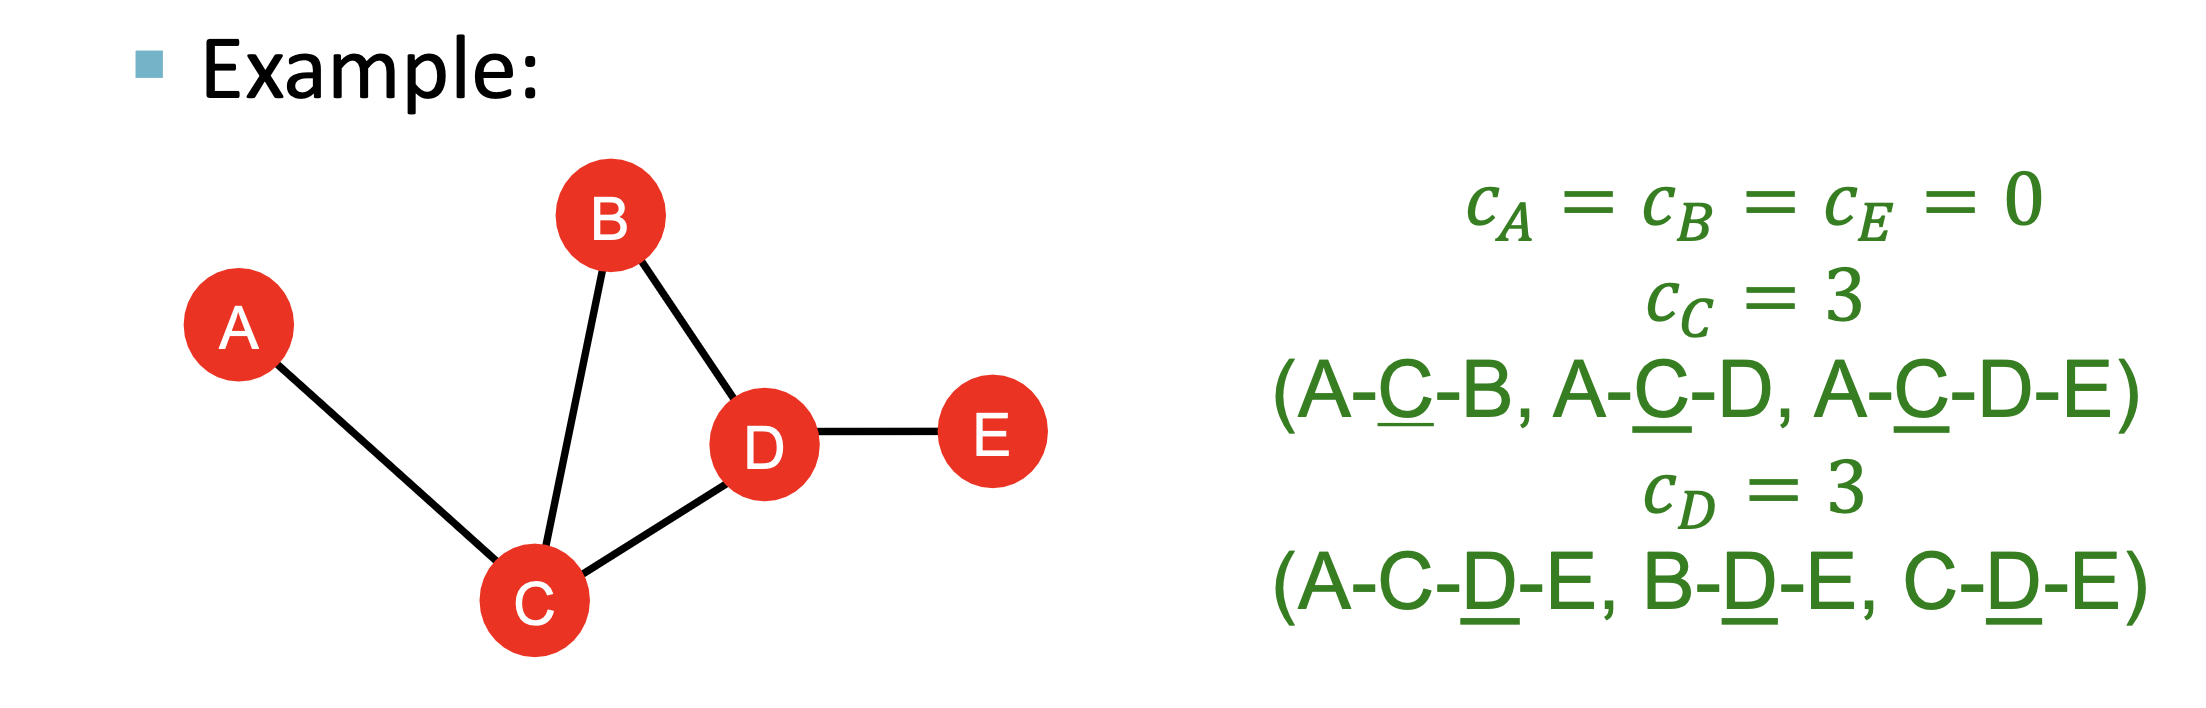 Example:
A
B
C
D
E
c_A = c_B = c_E = 0
c_C = 3
(A-C-B, A-C-D, A-C-D-E)
c_D = 3
(A-C-D-E, B-D-E, C-D-E)